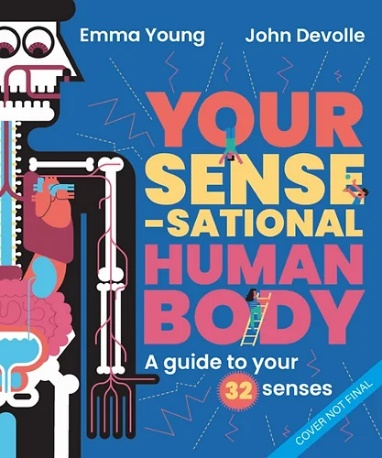 Emma Young
John Devolle
YOUR
SENSE
-SATIONAL
HUMAN
BODY
A guide to your
32 senses
COVER NOT FINAL